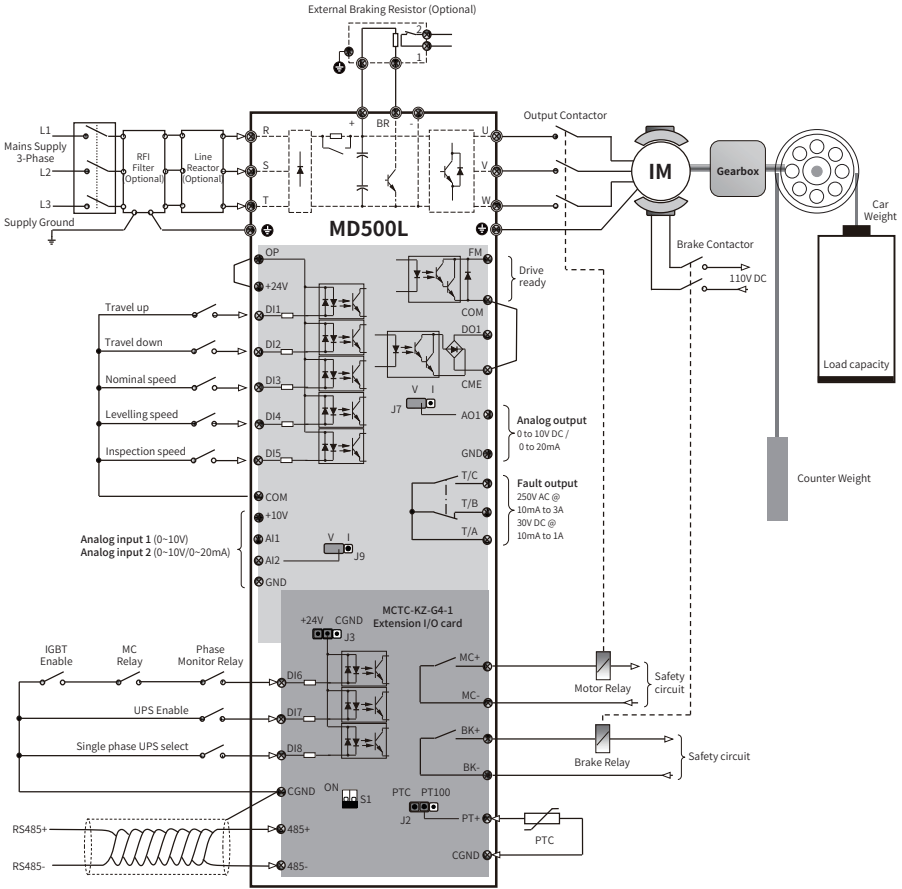 External Braking Resistor (Optional)
2
1
+
BR
-
L1
Mains Supply
3-Phase
L2
L3
Supply Ground
RFI
Filter
(Optional)
Line
Reactor
(Optional)
R
S
T
U
V
W
MD500L
Output Contactor
IM
Gearbox
Car
Weight
Brake Contactor
110V DC
Load capacity
Counter Weight
OP
+24V
DI1
DI2
DI3
DI4
DI5
COM
+10V
AI1
AI2
GND
Travel up
Travel down
Nominal speed
Levelling speed
Inspection speed
Analog input 1 (0~10V)
Analog input 2 (0~10V/0~20mA)
V I
J9
FM
COM
DO1
CME
V I
J7
AO1
GND
T/C
T/B
T/A
Drive
ready
Analog output
0 to 10V DC /
0 to 20mA
Fault output
250V AC @
10mA to 3A
30V DC @
10mA to 1A
MCTC-KZ-G4-1
Extension I/O card
+24V CGND
J3
IGBT
Enable
MC
Relay
Phase
Monitor Relay
UPS Enable
Single phase UPS select
DI6
DI7
DI8
CGND
485+
485-
RS485+
RS485-
ON
S1
PTC PT100
J2
MC+
MC-
BK+
BK-
PT+
CGND
Motor Relay
Safety
circuit
Brake Relay
Safety circuit
PTC